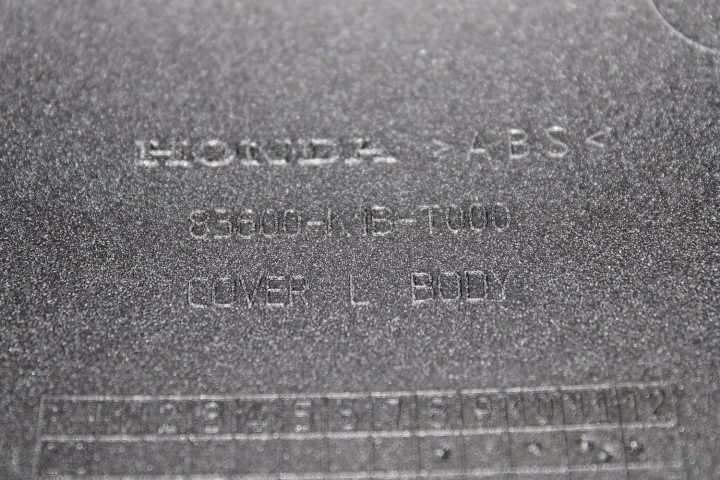 HONDA >ABS<
83600-K1B-T000
COVER L BODY
1 2 3 4 5 6 7 8 9 10 11 12